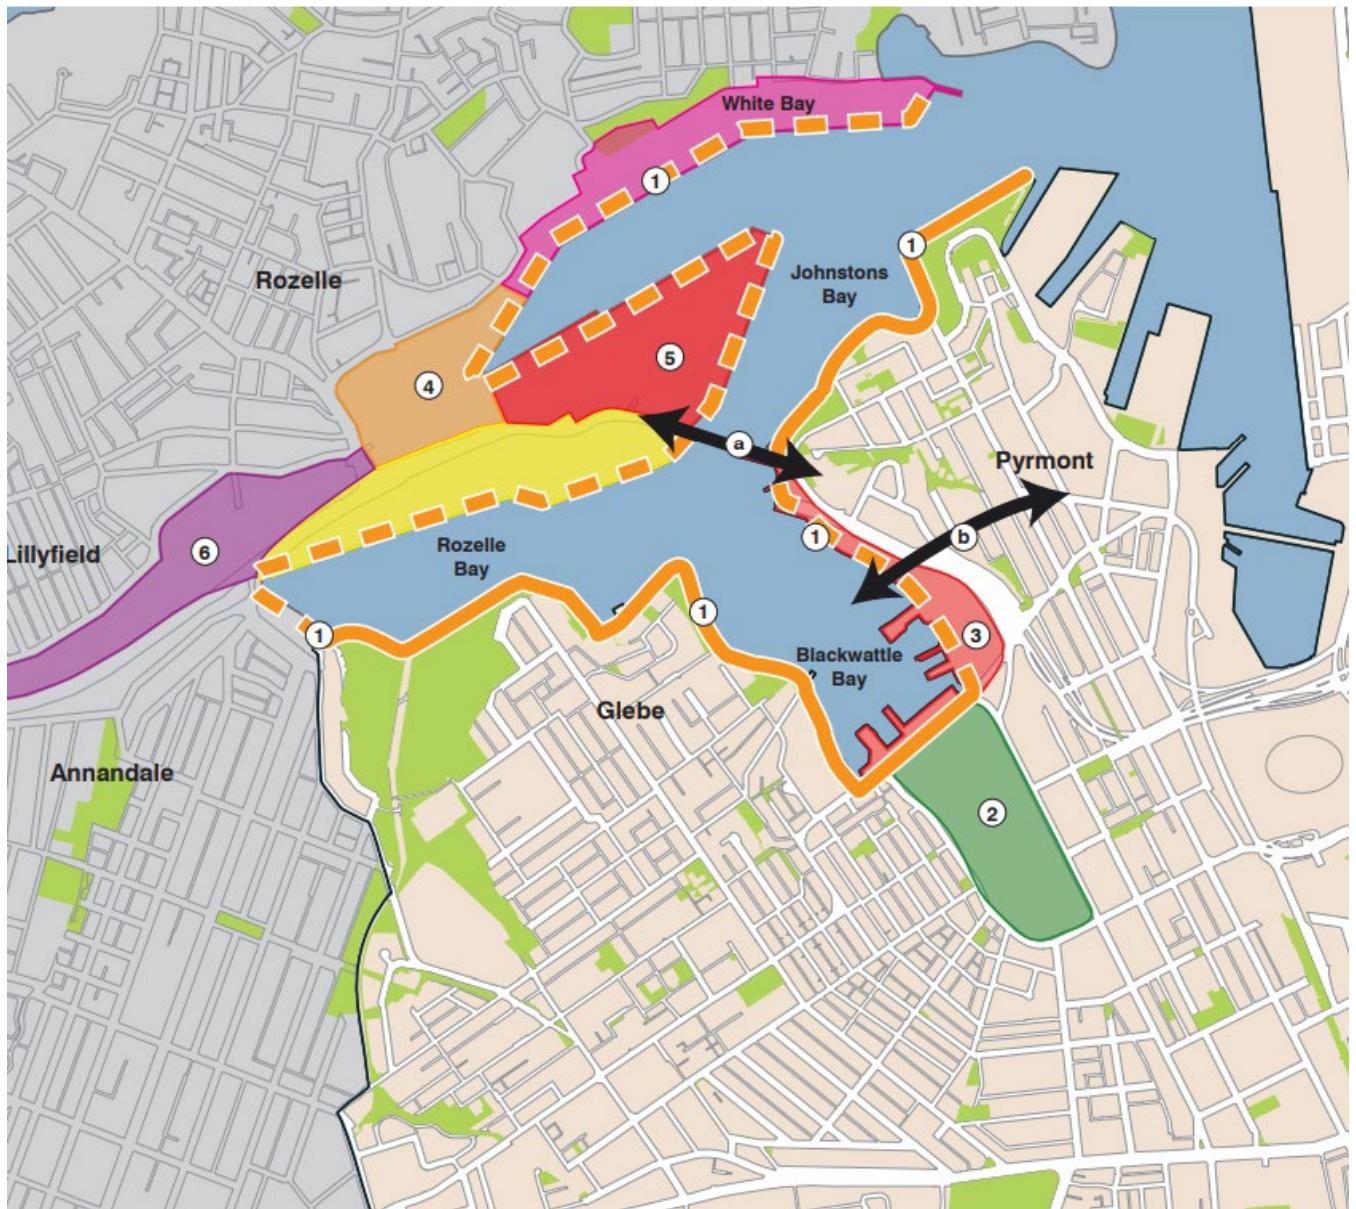 White Bay
1
1
Rozelle
Johnstons
Bay
5
4
a
Pyrmont
1
b
Rozelle
Bay
6
Lillyfield
1
1
3
Blackwattle
Bay
Glebe
Annandale
2